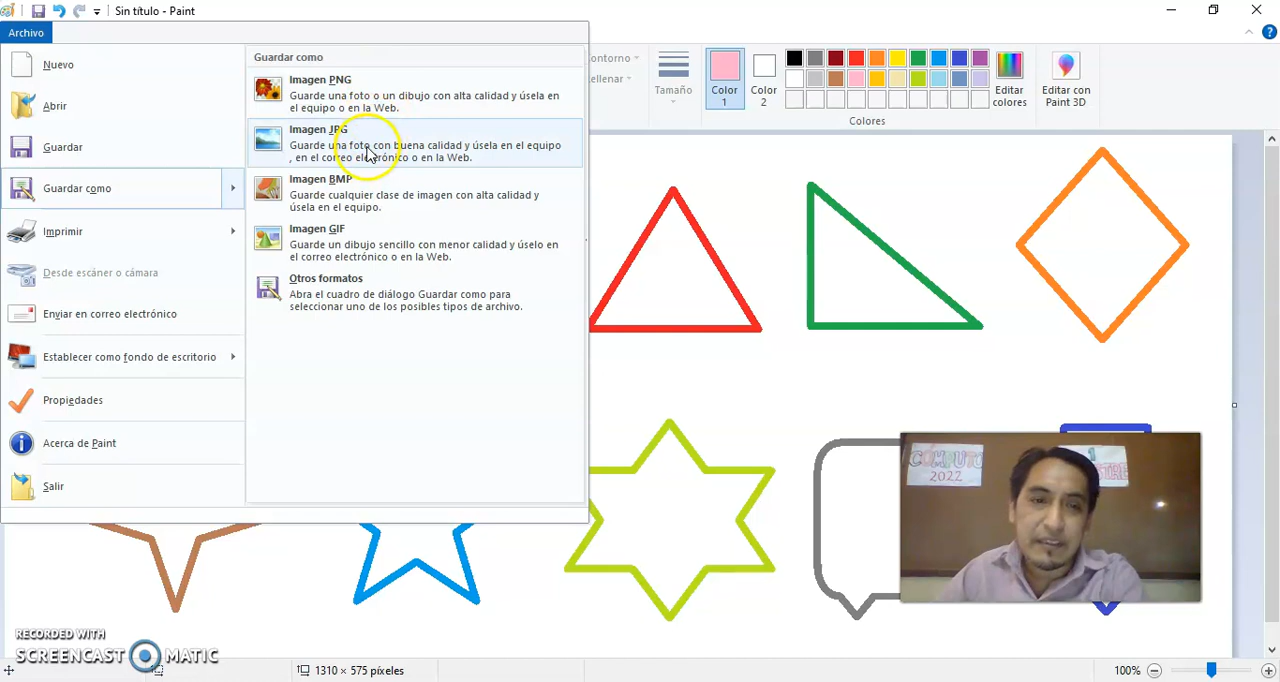 Sin título - Paint
Archivo
Nuevo
Abrir
Guardar
Guardar como
Imprimir
Desde escáner o cámara
Enviar en correo electrónico
Establecer como fondo de escritorio
Propiedades
Acerca de Paint
Salir
Guardar como
Imagen PNG
Guarde una foto o un dibujo con alta calidad y úsela en
el equipo o en la Web.
Imagen JPG
Guarde una foto con buena calidad y úsela en el equipo
, en el correo electrónico o en la Web.
Imagen BMP
Guarde cualquier clase de imagen con alta calidad y
úsela en el equipo.
Imagen GIF
Guarde un dibujo sencillo con menor calidad y úselo en
el correo electrónico o en la Web.
Otros formatos
Abra el cuadro de diálogo Guardar como para
seleccionar uno de los posibles tipos de archivo.
ontorno
ellenar
Tamaño
Color
1
Color
2
Editar
colores
Editar con
Paint 3D
Colores
CÓMPUTO
2022
1
STRE
RECORDED WITH
SCREENCAST MATIC
1310 × 575 píxeles
100%